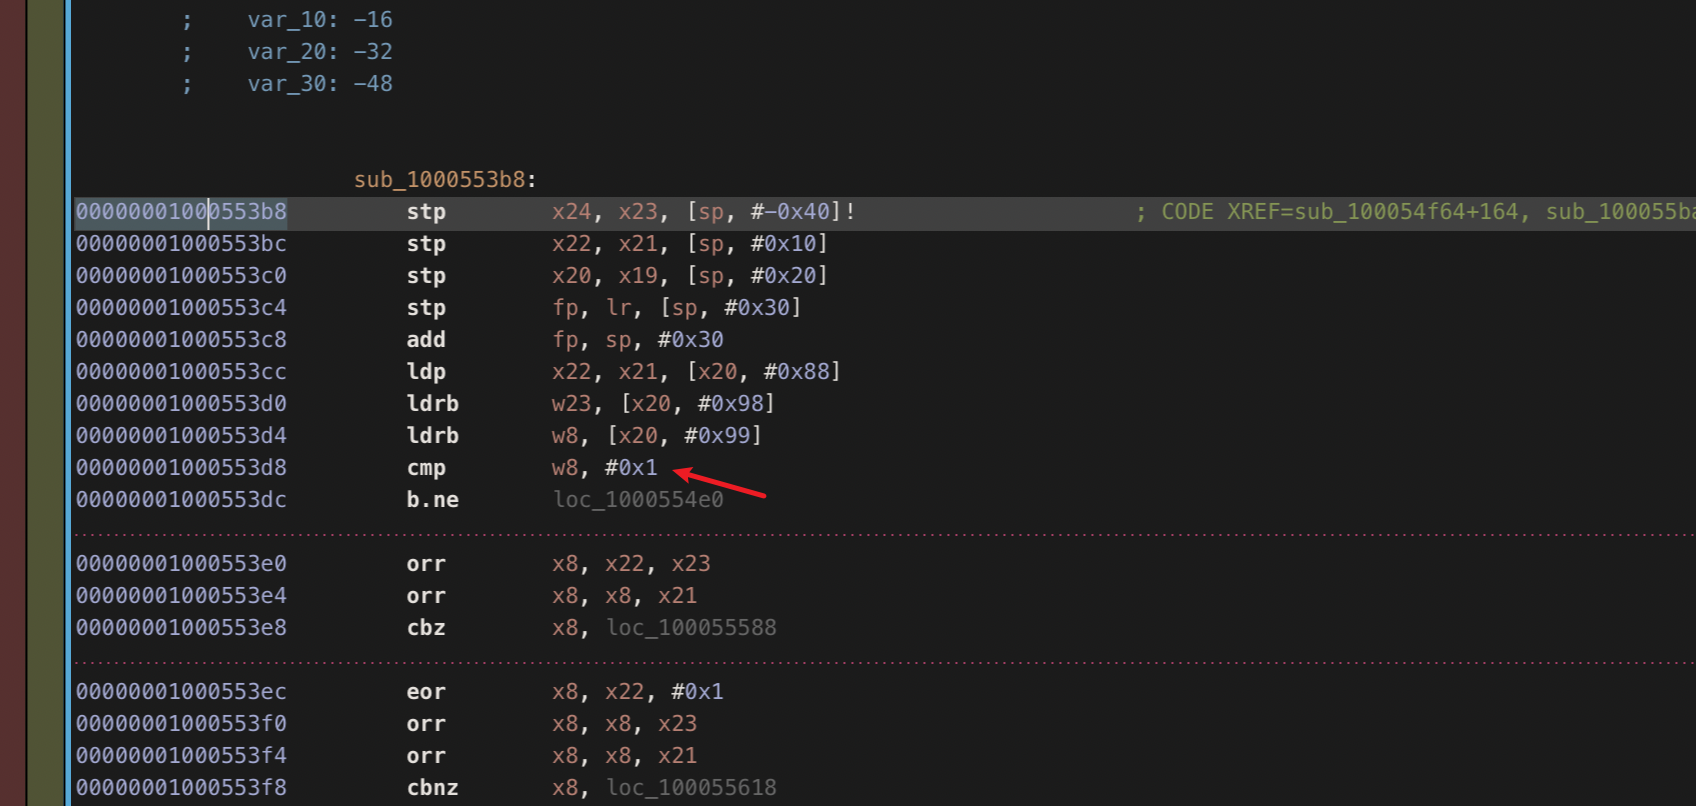 ;    var_10: −16
;    var_20: −32
;    var_30: −48
sub_1000553b8:
00000001000553b8 stp x24, x23, [sp, #−0x40]! ; CODE XREF=sub_100054f64+164, sub_100055ba
00000001000553bc stp x22, x21, [sp, #0x10]
00000001000553c0 stp x20, x19, [sp, #0x20]
00000001000553c4 stp fp, lr, [sp, #0x30]
00000001000553c8 add fp, sp, #0x30
00000001000553cc ldp x22, x21, [x20, #0x88]
00000001000553d0 ldrb w23, [x20, #0x98]
00000001000553d4 ldrb w8, [x20, #0x99]
00000001000553d8 cmp w8, #0x1
00000001000553dc b.ne loc_1000554e0
00000001000553e0 orr x8, x22, x23
00000001000553e4 orr x8, x8, x21
00000001000553e8 cbz x8, loc_100055588
00000001000553ec eor x8, x22, #0x1
00000001000553f0 orr x8, x8, x23
00000001000553f4 orr x8, x8, x21
00000001000553f8 cbnz x8, loc_100055618